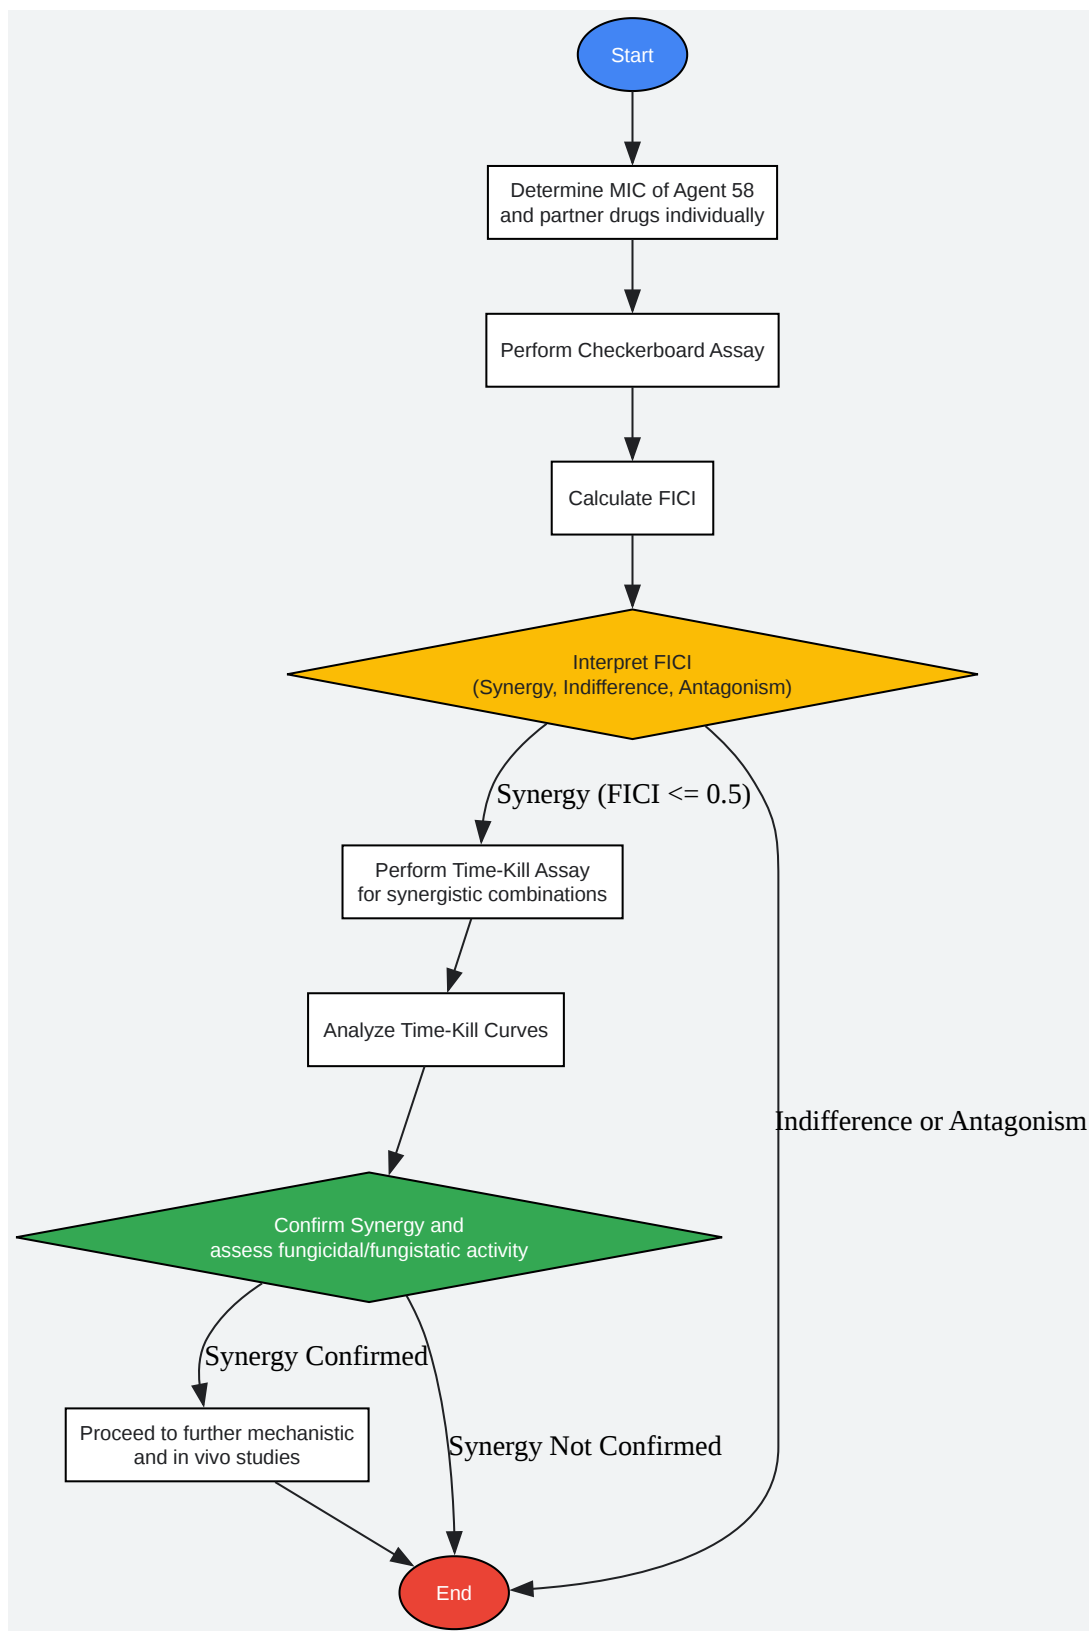 Start
Determine MIC of Agent 58
and partner drugs individually
Perform Checkerboard Assay
Calculate FICI
Interpret FICI
(Synergy, Indifference, Antagonism)
Synergy (FICI <= 0.5)
Perform Time-Kill Assay
for synergistic combinations
Analyze Time-Kill Curves
Indifference or Antagonism
Confirm Synergy and
assess fungicidal/fungistatic activity
Synergy Confirmed
Proceed to further mechanistic
and in vivo studies
Synergy Not Confirmed
End